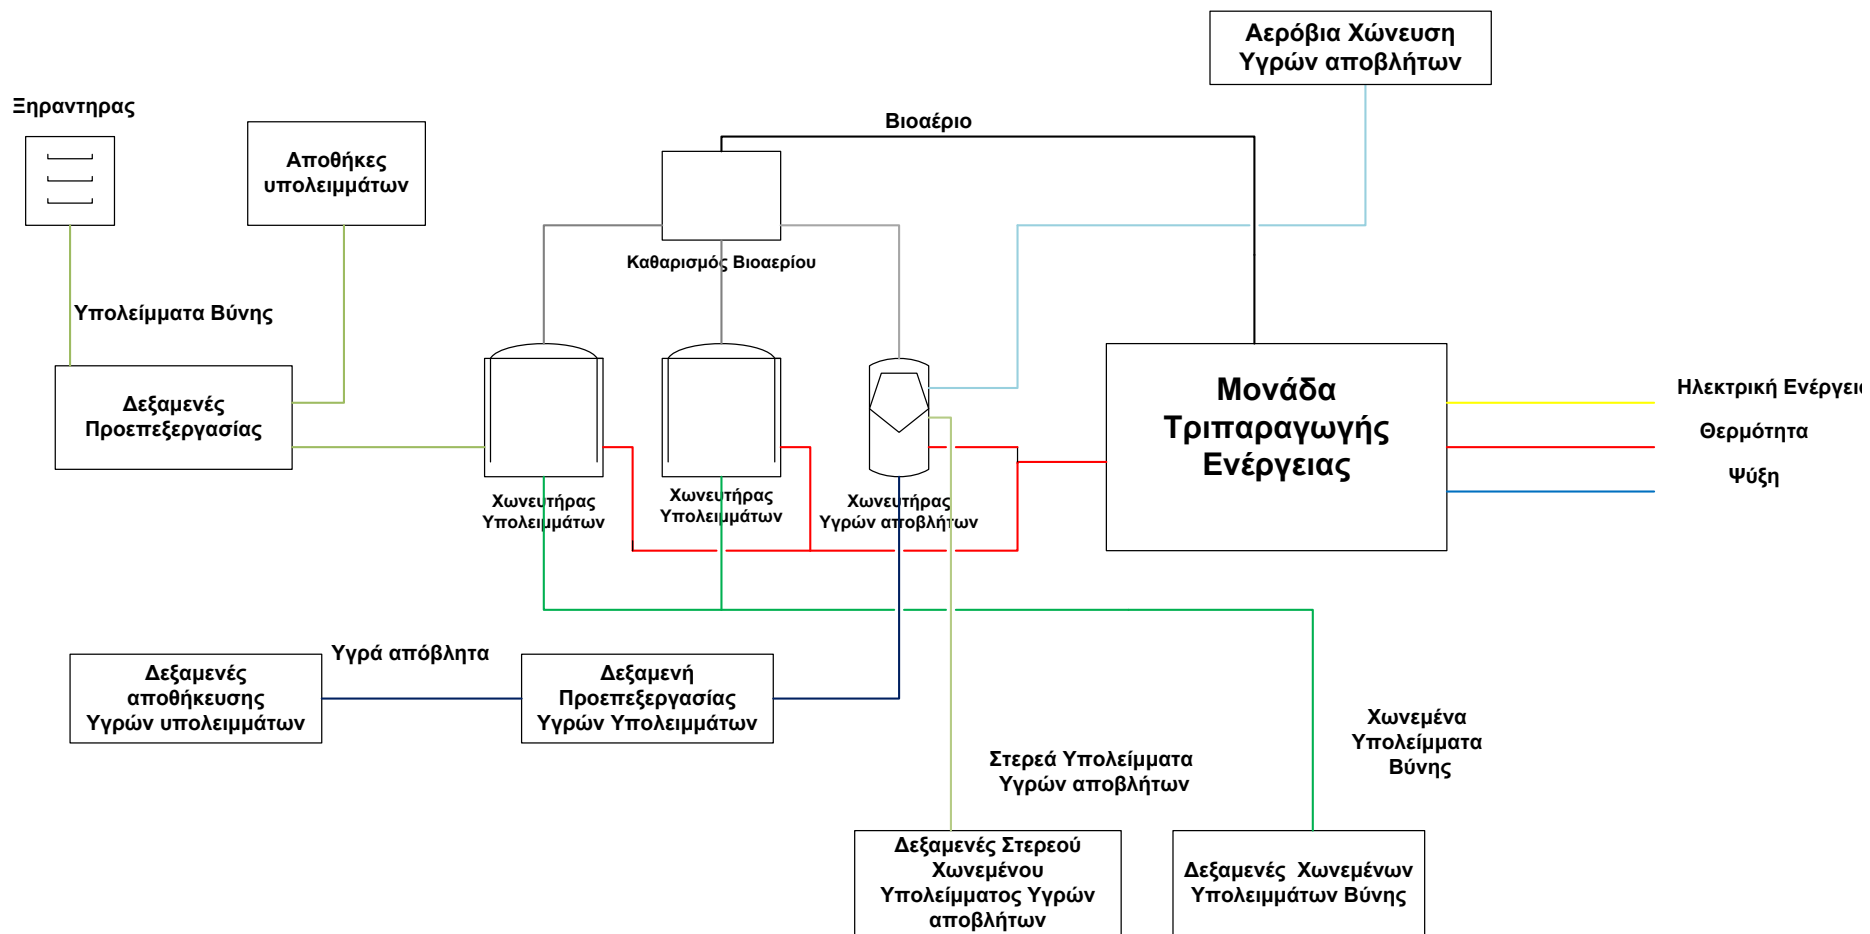 Αερόβια Χώνευση
Υγρών αποβλήτων
Ξηραντηρας
Βιοαέριο
Αποθήκες
υπολειμμάτων
Καθαρισμός Βιοαερίου
Υπολείμματα Βύνης
Δεξαμενές
Προεπεξεργασίας
Μονάδα
Τριπαραγωγής
Ενέργειας
Ηλεκτρική Ενέργεια
Θερμότητα
Ψύξη
Χωνευτήρας
Υπολειμμάτων
Χωνευτήρας
Υπολειμμάτων
Χωνευτήρας
Υγρών αποβλήτων
Δεξαμενές
αποθήκευσης
Υγρών υπολειμμάτων
Υγρά απόβλητα
Δεξαμενή
Προεπεξεργασίας
Υγρών Υπολειμμάτων
Στερεά Υπολείμματα
Υγρών αποβλήτων
Χωνεμένα
Υπολείμματα
Βύνης
Δεξαμενές Στερεού
Χωνεμένου
Υπολείμματος Υγρών
αποβλήτων
Δεξαμενές Χωνεμένων
Υπολειμμάτων Βύνης